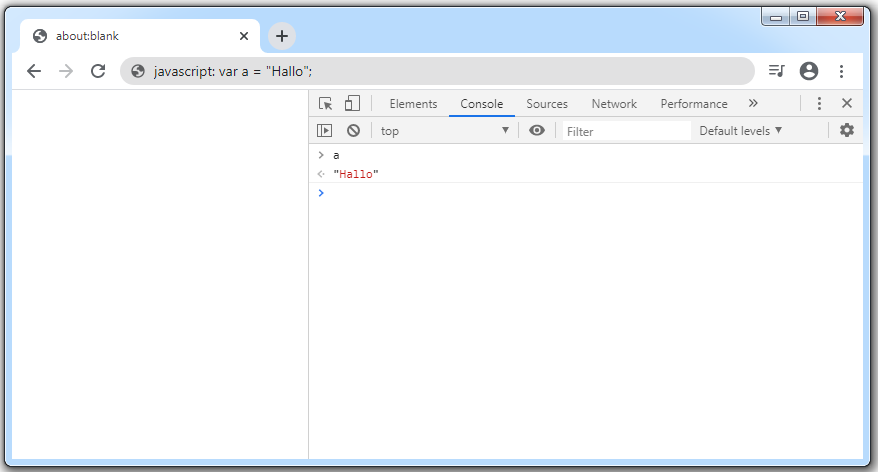 about:blank
javascript: var a = "Hallo";
Elements Console Sources Network Performance »
top Filter Default levels
a
"Hallo"